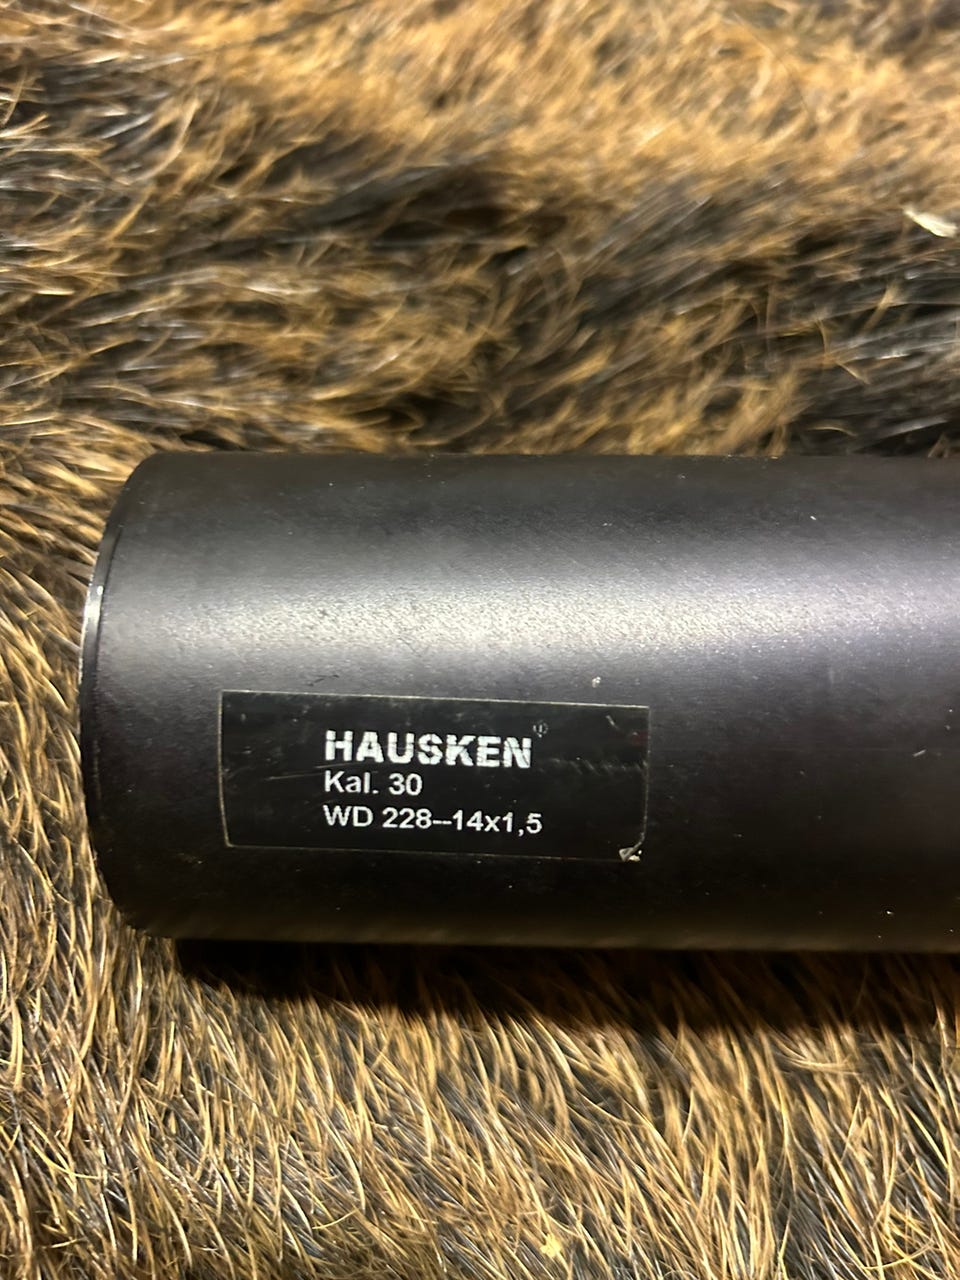 HAUSKEN
Kal. 30
WD 228--14x1,5